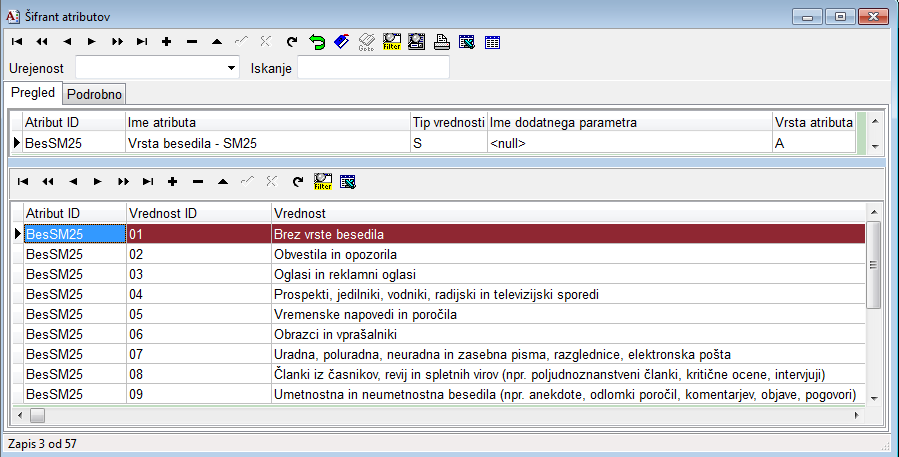 Šifrant atributov
Goto Filter
Urejenost Iskanje
Pregled Podrobno
Atribut ID Ime atributa Tip vrednosti Ime dodatnega parametra Vrsta atributa
BesSM25 Vrsta besedila - SM25 S <null> A
Filter
Atribut ID Vrednost ID Vrednost
BesSM25 01 Brez vrste besedila
BesSM25 02 Obvestila in opozorila
BesSM25 03 Oglasi in reklamni oglasi
BesSM25 04 Prospekti, jedilniki, vodniki, radijski in televizijski sporedi
BesSM25 05 Vremenske napovedi in poročila
BesSM25 06 Obrazci in vprašalniki
BesSM25 07 Uradna, poluradna, neuradna in zasebna pisma, razglednice, elektronska pošta
BesSM25 08 Članki iz časnikov, revij in spletnih virov (npr. poljudnoznanstveni članki, kritične ocene, intervjuji)
BesSM25 09 Umetnostna in neumetnostna besedila (npr. anekdote, odlomki poročil, komentarjev, objave, pogovori)
Zapis 3 od 57